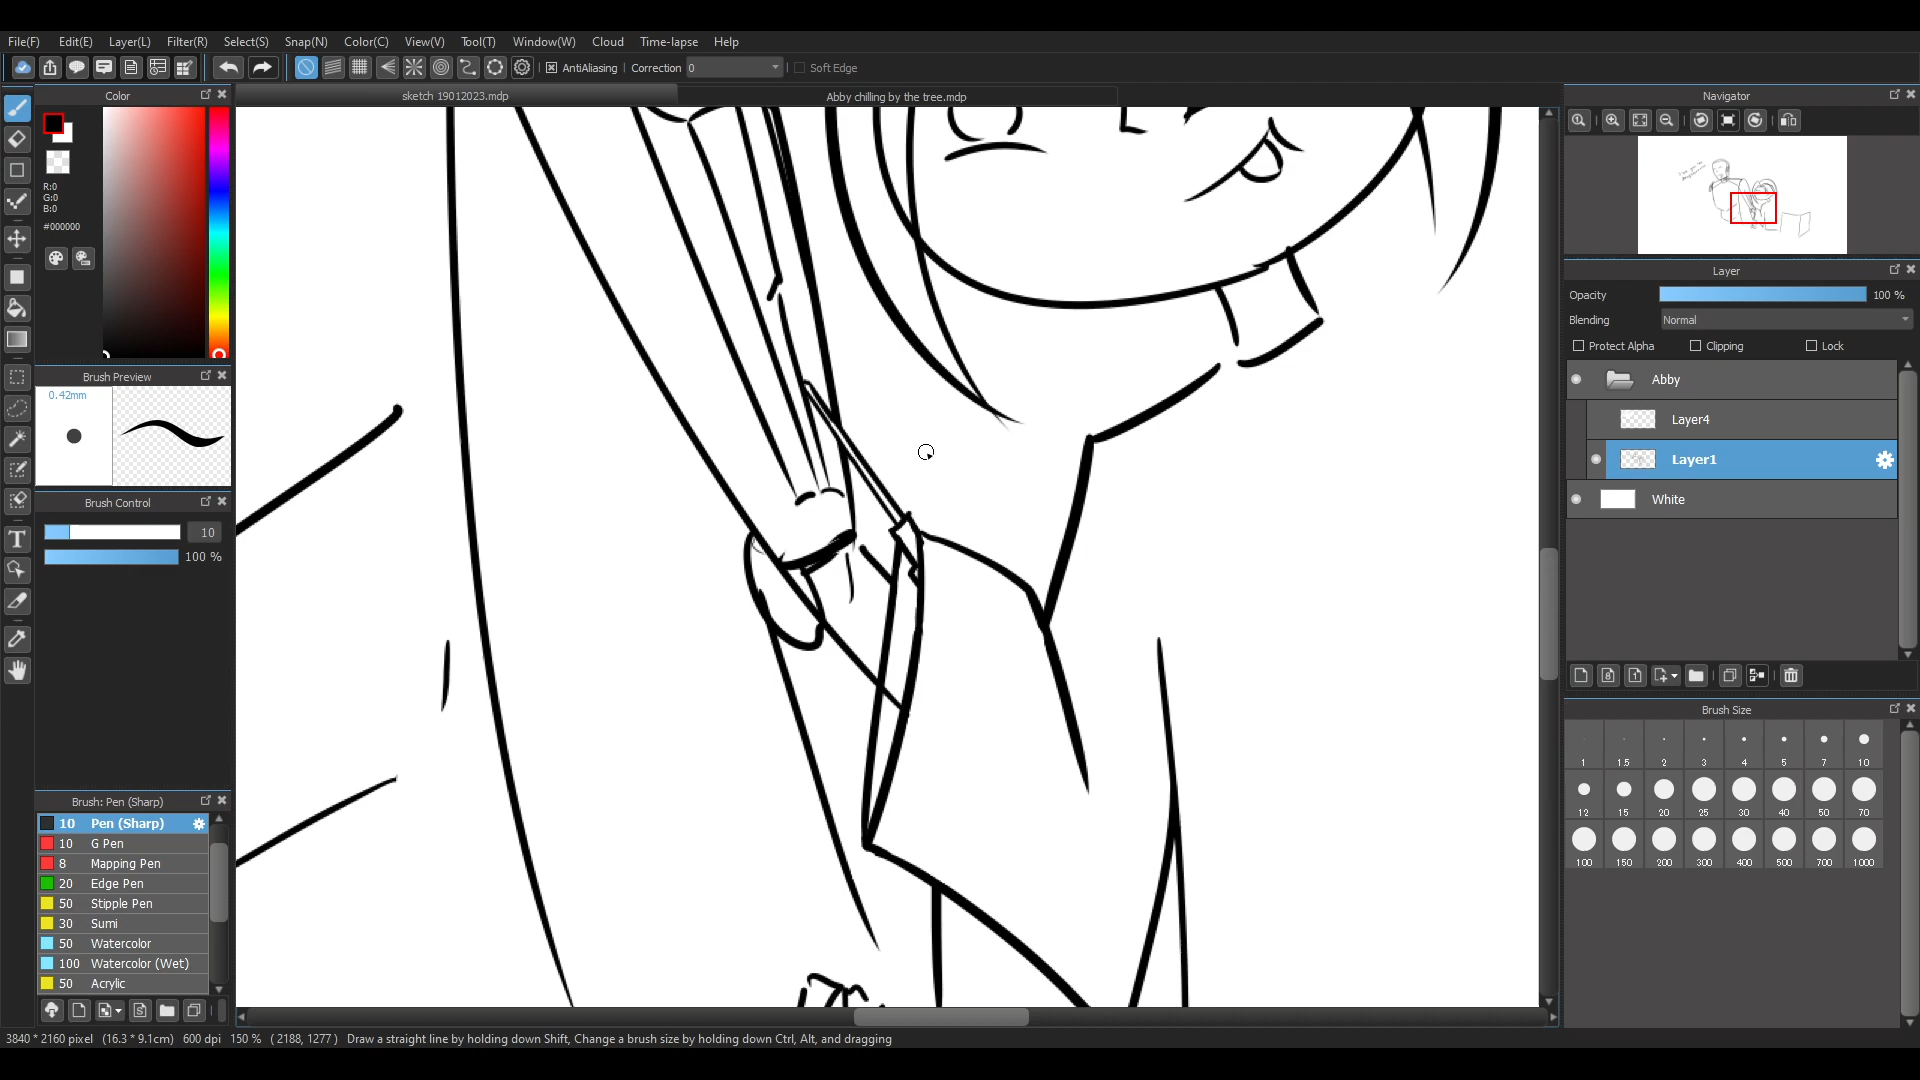 File(F) Edit(E) Layer(L) Filter(R) Select(S) Snap(N) Color(C) View(V) Tool(T) Window(W) Cloud Time-lapse Help
AntiAliasing Correction 0 Soft Edge
Color
R:0
G:0
B:0
#000000
Brush Preview
0.42mm
Brush Control
10
100 %
Brush: Pen (Sharp)
10 Pen (Sharp)
10 G Pen
8 Mapping Pen
20 Edge Pen
50 Stipple Pen
30 Sumi
50 Watercolor
100 Watercolor (Wet)
50 Acrylic
sketch 19012023.mdp
Abby chilling by the tree.mdp
Navigator
Layer
Opacity 100 %
Blending Normal
Protect Alpha Clipping Lock
Abby
Layer4
Layer1
White
Brush Size
1 1.5 2 3 4 5 7 10
12 15 20 25 30 40 50 70
100 150 200 300 400 500 700 1000
3840 * 2160 pixel (16.3 * 9.1cm) 600 dpi 150 % ( 2188, 1277 ) Draw a straight line by holding down Shift, Change a brush size by holding down Ctrl, Alt, and dragging